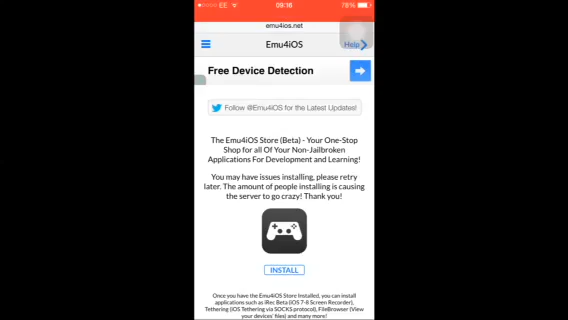 EE 09:16 78%
emu4ios.net
Emu4iOS Help
Free Device Detection
Follow @Emu4iOS for the Latest Updates!
The Emu4iOS Store (Beta) - Your One-Stop
Shop for all Of Your Non-Jailbroken
Applications For Development and Learning!
You may have issues installing, please retry
later. The amount of people installing is causing
the server to go crazy! Thank you!
INSTALL
Once you have the Emu4iOS Store Installed, you can install
applications such as iRec Beta (iOS 7-8 Screen Recorder),
Tethering (iOS Tethering via SOCKS protocol), FileBrowser (View
your devices' files) and many more!